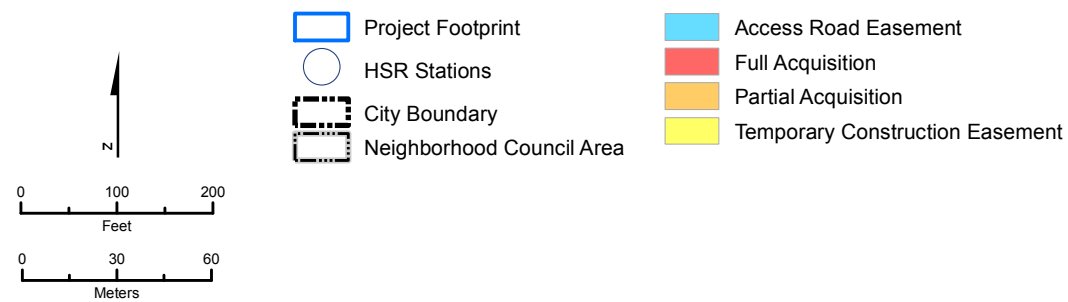 Project Footprint
HSR Stations
City Boundary
Neighborhood Council Area
Access Road Easement
Full Acquisition
Partial Acquisition
Temporary Construction Easement
N
0 100 200
Feet
0 30 60
Meters